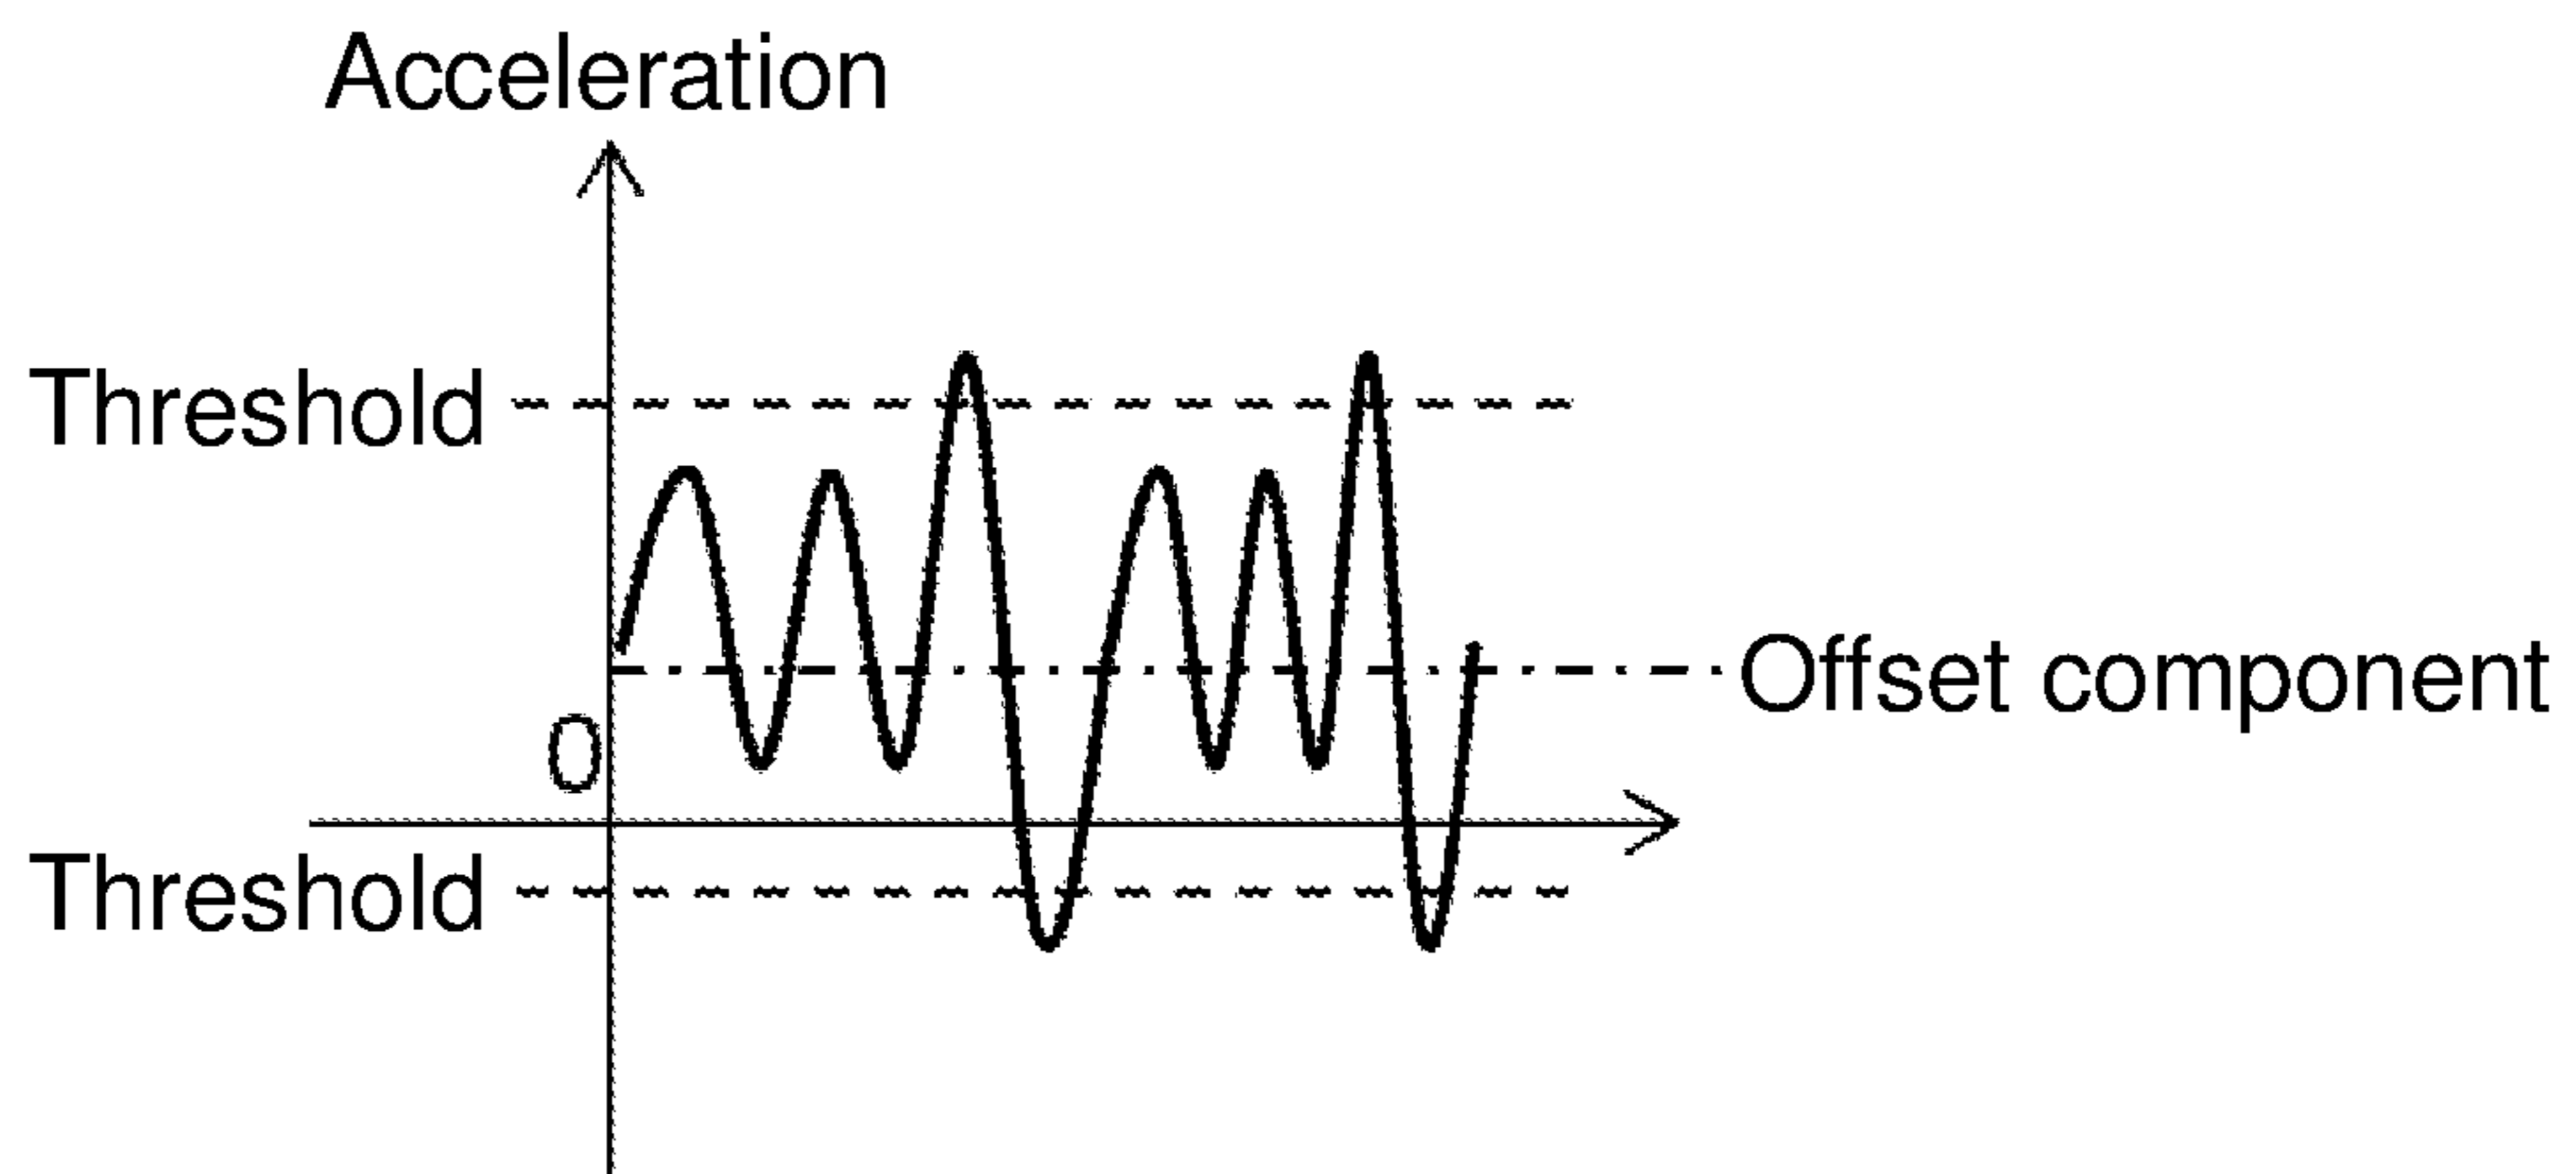 Acceleration
Threshold
Offset component
0
Threshold